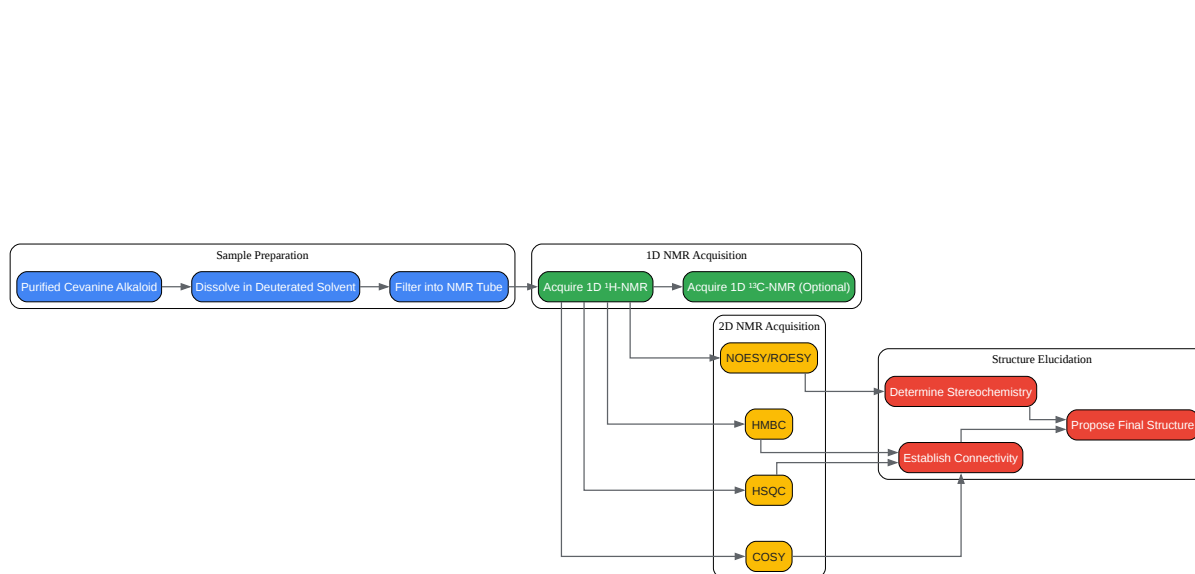 Sample Preparation
Purified Cevanine Alkaloid
Dissolve in Deuterated Solvent
Filter into NMR Tube
1D NMR Acquisition
Acquire 1D ¹H-NMR
Acquire 1D ¹³C-NMR (Optional)
2D NMR Acquisition
NOESY/ROESY
HMBC
HSQC
COSY
Structure Elucidation
Determine Stereochemistry
Establish Connectivity
Propose Final Structure